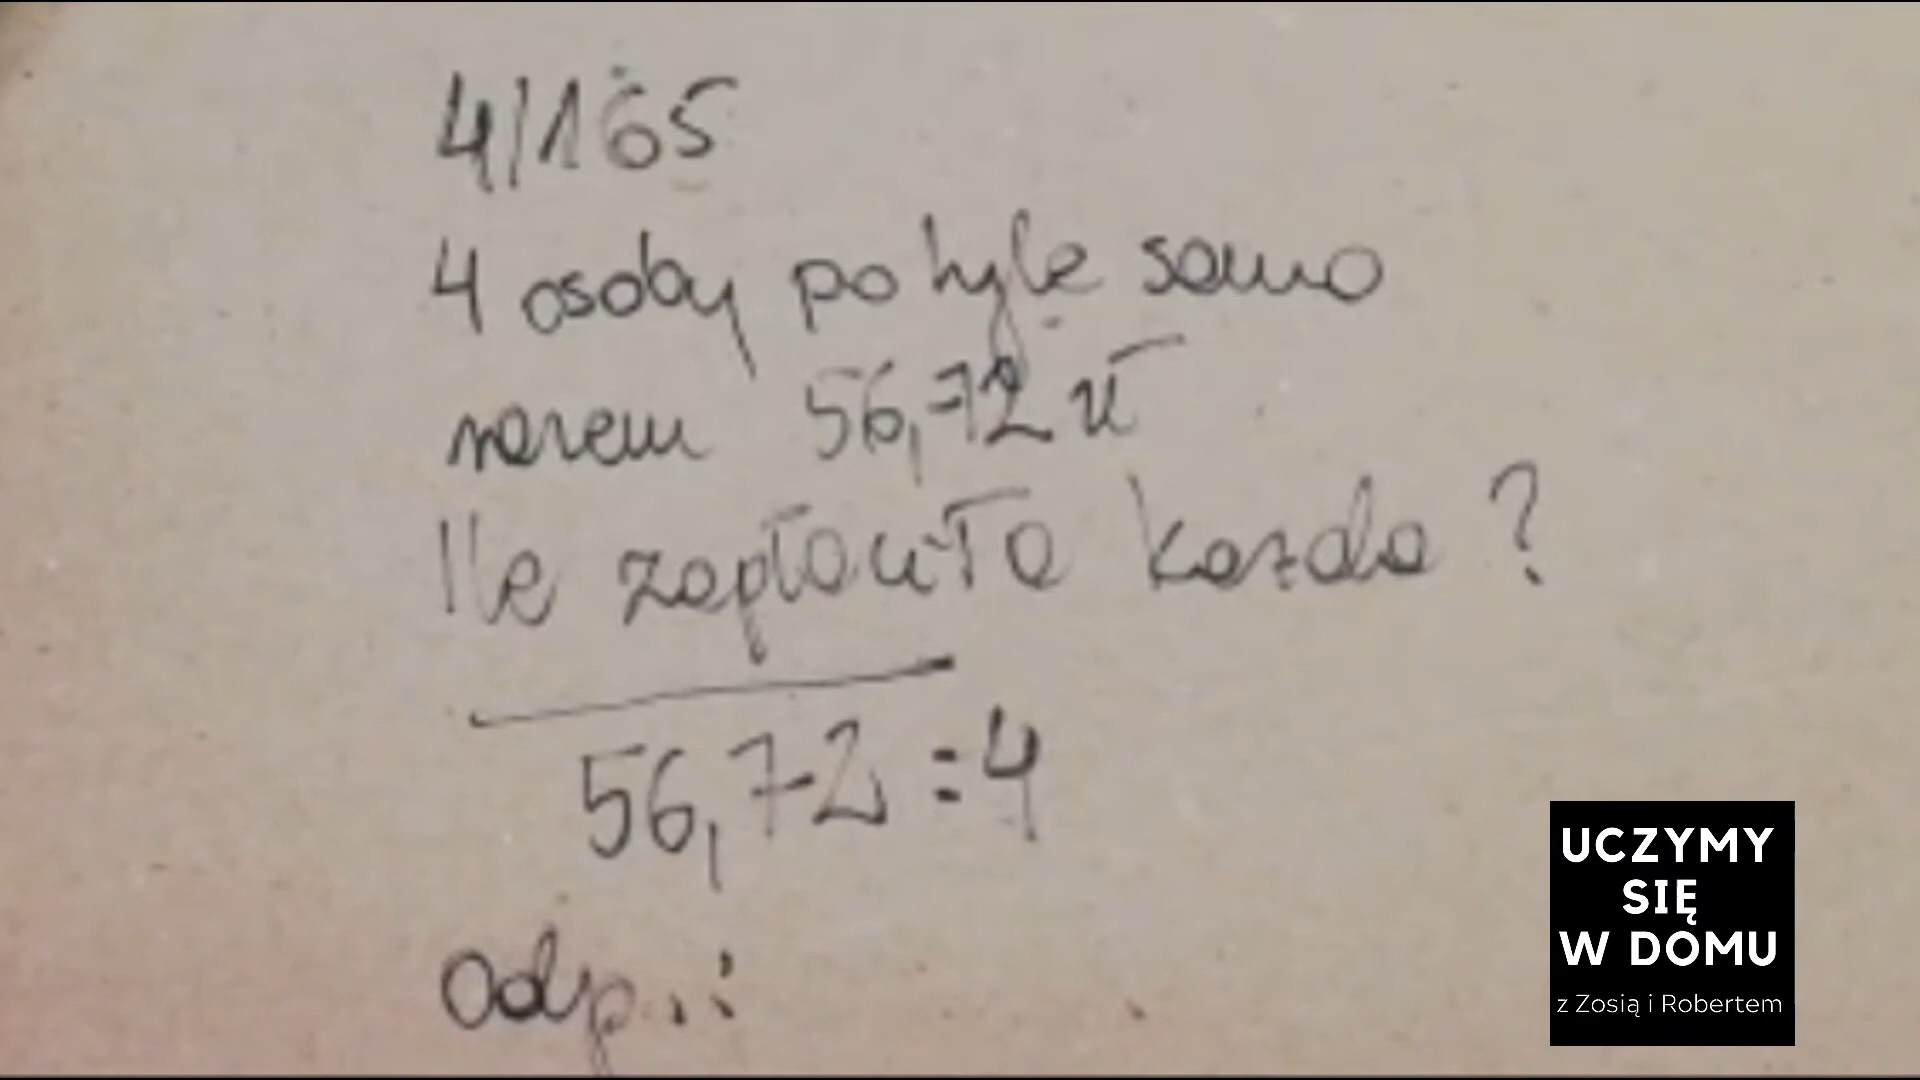 4/165
4 osoby po tyle samo
razem 56,72 zł
Ile zapłaciła każda?
56,72:4
Odp.:
UCZYMY
SIĘ
W DOMU
z Zosią i Robertem